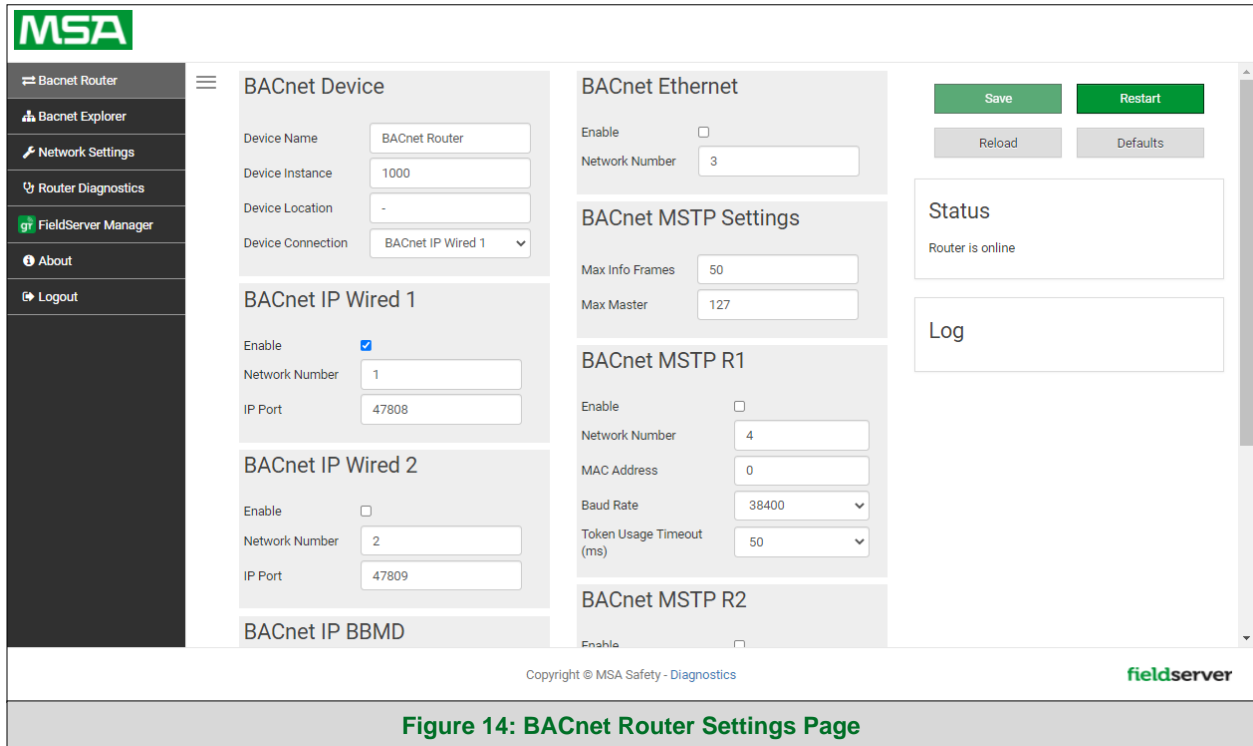 MSA
Bacnet Router
Bacnet Explorer
Network Settings
Router Diagnostics
gr FieldServer Manager
About
Logout
BACnet Device
Device Name BACnet Router
Device Instance 1000
Device Location -
Device Connection BACnet IP Wired 1
BACnet IP Wired 1
Enable
Network Number 1
IP Port 47808
BACnet IP Wired 2
Enable
Network Number 2
IP Port 47809
BACnet IP BBMD
BACnet Ethernet
Enable
Network Number 3
BACnet MSTP Settings
Max Info Frames 50
Max Master 127
BACnet MSTP R1
Enable
Network Number 4
MAC Address 0
Baud Rate 38400
Token Usage Timeout
(ms) 50
BACnet MSTP R2
Enable
Save Restart
Reload Defaults
Status
Router is online
Log
Copyright © MSA Safety - Diagnostics
fieldserver
Figure 14: BACnet Router Settings Page